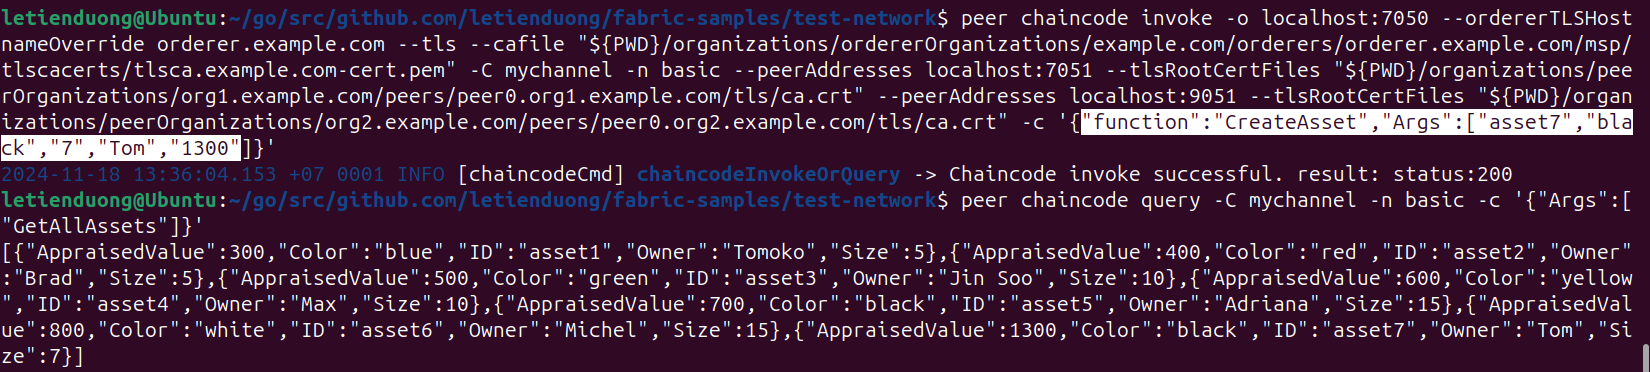 letienduong@Ubuntu:~/go/src/github.com/letienduong/fabric-samples/test-network$ peer chaincode invoke -o localhost:7050 --ordererTLSHost
nameOverride orderer.example.com --tls --cafile "${PWD}/organizations/ordererOrganizations/example.com/orderers/orderer.example.com/msp/
tlscacerts/tlsca.example.com-cert.pem" -C mychannel -n basic --peerAddresses localhost:7051 --tlsRootCertFiles "${PWD}/organizations/pee
rOrganizations/org1.example.com/peers/peer0.org1.example.com/tls/ca.crt" --peerAddresses localhost:9051 --tlsRootCertFiles "${PWD}/organ
izations/peerOrganizations/org2.example.com/peers/peer0.org2.example.com/tls/ca.crt" -c '{"function":"CreateAsset","Args":["asset7","bla
ck","7","Tom","1300"]}'
2024-11-18 13:36:04.153 +07 0001 INFO [chaincodeCmd] chaincodeInvokeOrQuery -> Chaincode invoke successful. result: status:200
letienduong@Ubuntu:~/go/src/github.com/letienduong/fabric-samples/test-network$ peer chaincode query -C mychannel -n basic -c '{"Args":[
"GetAllAssets"]}'
[{"AppraisedValue":300,"Color":"blue","ID":"asset1","Owner":"Tomoko","Size":5},{"AppraisedValue":400,"Color":"red","ID":"asset2","Owner"
:"Brad","Size":5},{"AppraisedValue":500,"Color":"green","ID":"asset3","Owner":"Jin Soo","Size":10},{"AppraisedValue":600,"Color":"yellow
","ID":"asset4","Owner":"Max","Size":10},{"AppraisedValue":700,"Color":"black","ID":"asset5","Owner":"Adriana","Size":15},{"AppraisedVal
ue":800,"Color":"white","ID":"asset6","Owner":"Michel","Size":15},{"AppraisedValue":1300,"Color":"black","ID":"asset7","Owner":"Tom","Si
ze":7}]